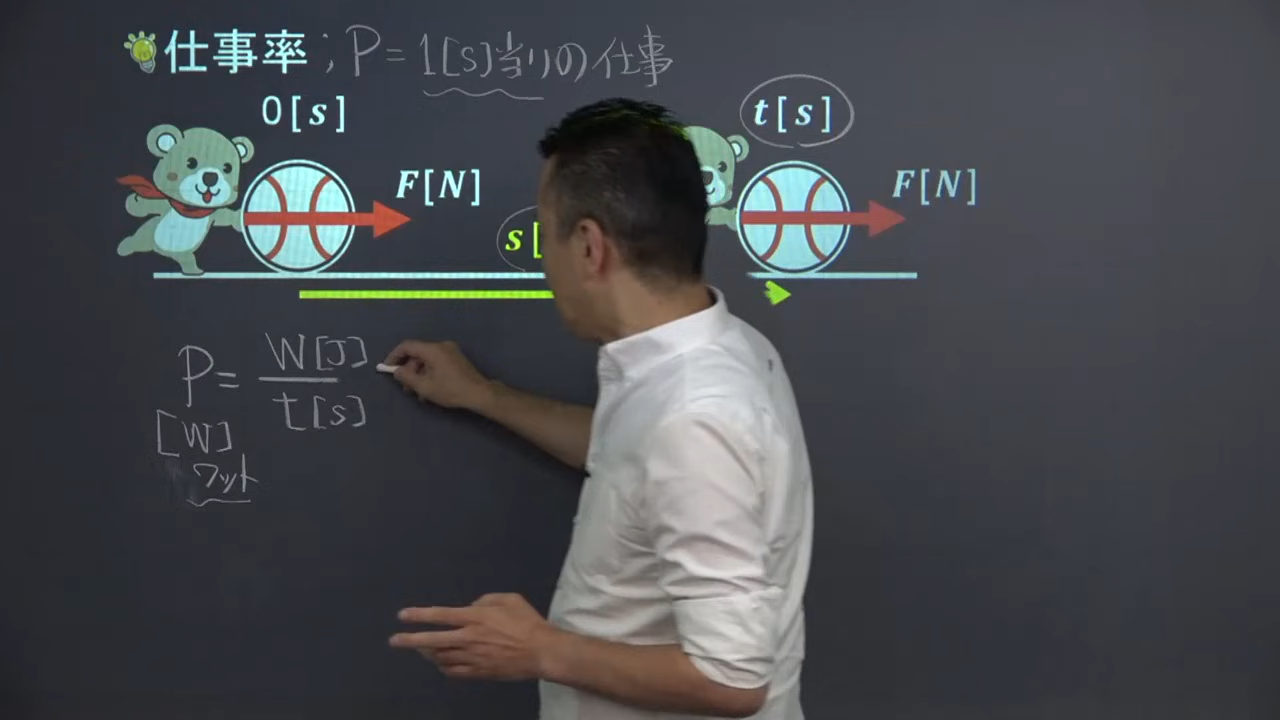 仕事率 ; P = 1[s]当りの仕事
0[s]
t[s]
F[N]
F[N]
s[
P = W[J] / t[s]
[W]
ワット